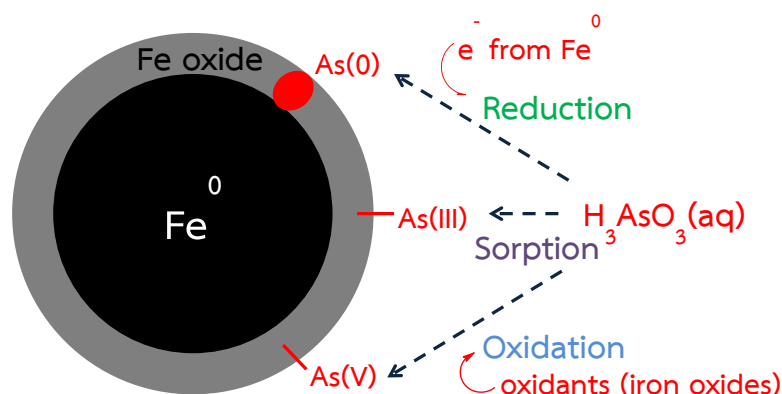 e⁻ from Fe⁰
Fe oxide
As(0)
Reduction
Fe⁰
As(III)
H₃AsO₃(aq)
Sorption
Oxidation
As(V)
oxidants (iron oxides)